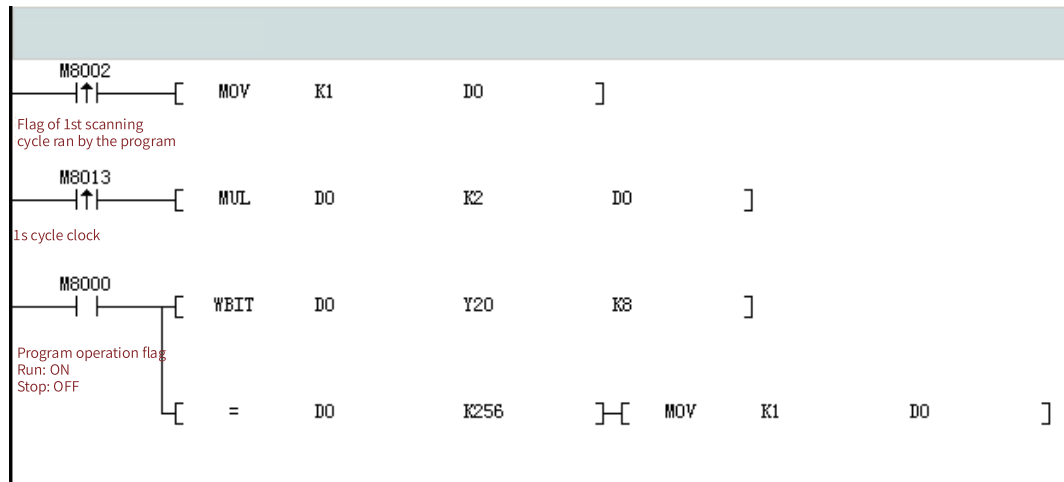 M8002
MOV K1 D0
Flag of 1st scanning
cycle ran by the program
M8013
MUL D0 K2 D0
1s cycle clock
M8000
WBIT D0 Y20 K8
Program operation flag
Run: ON
Stop: OFF
= D0 K256 MOV K1 D0